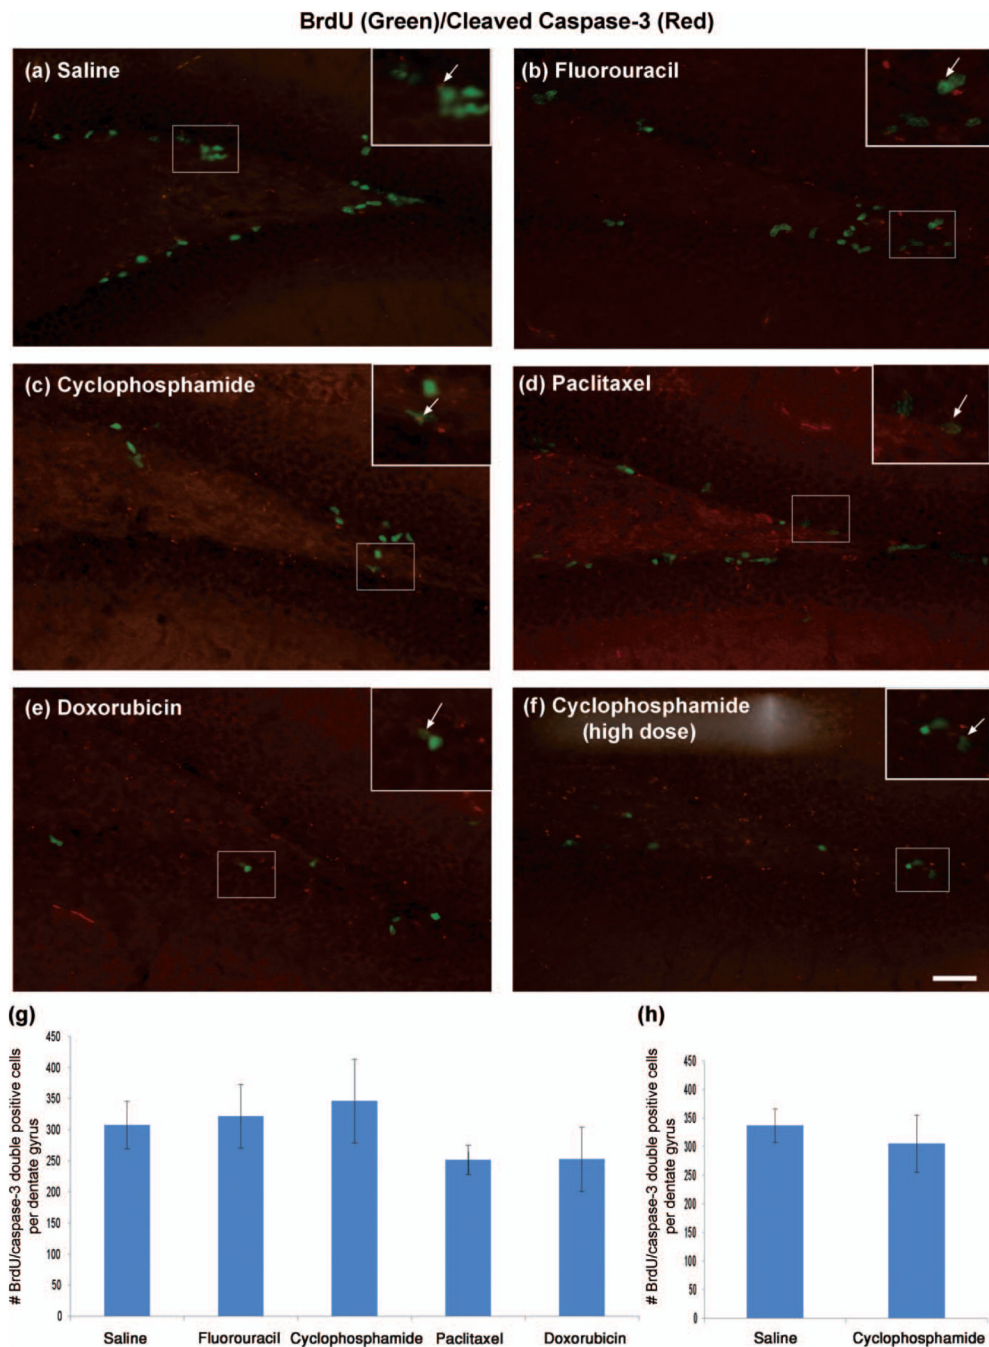 BrdU (Green)/Cleaved Caspase-3 (Red)
(a) Saline
(b) Fluorouracil
(c) Cyclophosphamide
(d) Paclitaxel
(e) Doxorubicin
(f) Cyclophosphamide
(high dose)
(g)
# BrdU/caspase-3 double positive cells
per dentate gyrus
450
400
350
300
250
200
150
100
50
0
Saline
Fluorouracil
Cyclophosphamide
Paclitaxel
Doxorubicin
(h)
# BrdU/caspase-3 double positive cells
per dentate gyrus
450
400
350
300
250
200
150
100
50
0
Saline
Cyclophosphamide